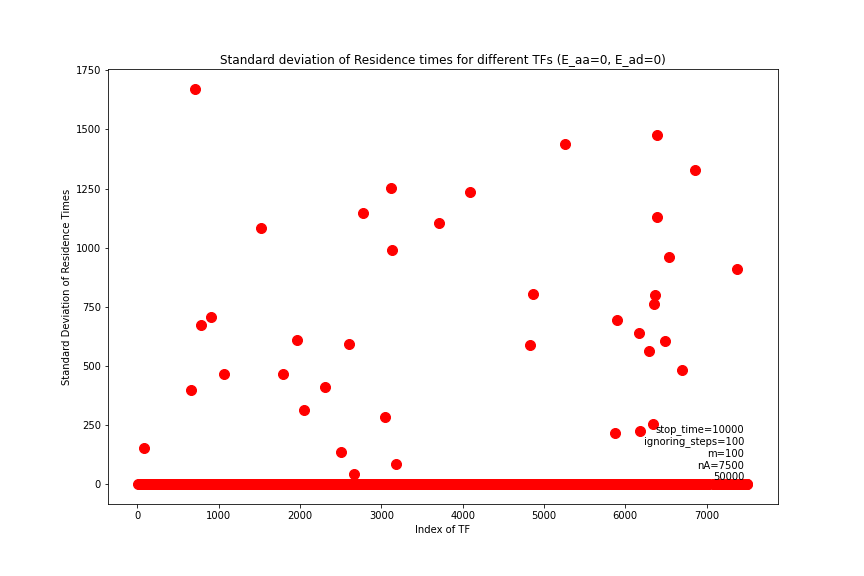 Standard deviation of Residence times for different TFs (E_aa=0, E_ad=0)
1750
1500
1250
1000
750
500
250
0
Standard Deviation of Residence Times
stop_time=10000
ignoring_steps=100
m=100
nA=7500
50000
0 1000 2000 3000 4000 5000 6000 7000
Index of TF